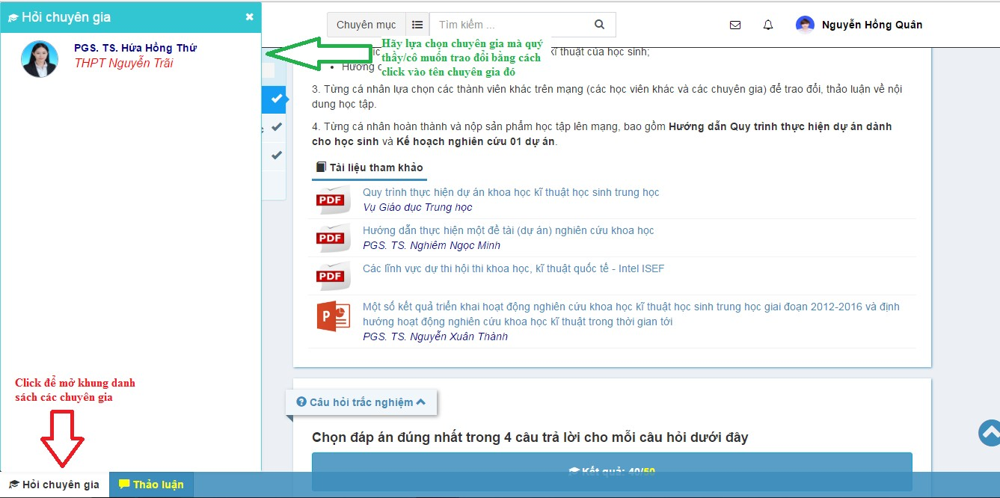 Hỏi chuyên gia
PGS. TS. Hứa Hồng Thư
THPT Nguyễn Trãi
Chuyên mục
Tìm kiếm ...
Nguyễn Hồng Quân
Hãy lựa chọn chuyên gia mà quý
thầy/cô muốn trao đổi bằng cách
click vào tên chuyên gia đó
kĩ thuật của học sinh;
Hướng
3. Từng cá nhân lựa chọn các thành viên khác trên mạng (các học viên khác và các chuyên gia) để trao đổi, thảo luận về nội
dung học tập.
4. Từng cá nhân hoàn thành và nộp sản phẩm học tập lên mạng, bao gồm Hướng dẫn Quy trình thực hiện dự án dành
cho học sinh và Kế hoạch nghiên cứu 01 dự án.
Tài liệu tham khảo
PDF
Quy trình thực hiện dự án khoa học kĩ thuật học sinh trung học
Vụ Giáo dục Trung học
PDF
Hướng dẫn thực hiện một đề tài (dự án) nghiên cứu khoa học
PGS. TS. Nghiêm Ngọc Minh
PDF
Các lĩnh vực dự thi hội thi khoa học, kĩ thuật quốc tế - Intel ISEF
P
Một số kết quả triển khai hoạt động nghiên cứu khoa học kĩ thuật học sinh trung học giai đoạn 2012-2016 và định
hướng hoạt động nghiên cứu khoa học kĩ thuật trong thời gian tới
PGS. TS. Nguyễn Xuân Thành
Click để mở khung danh
sách các chuyên gia
Câu hỏi trắc nghiệm
Chọn đáp án đúng nhất trong 4 câu trả lời cho mỗi câu hỏi dưới đây
Kết quả: 40/50
Hỏi chuyên gia
Thảo luận